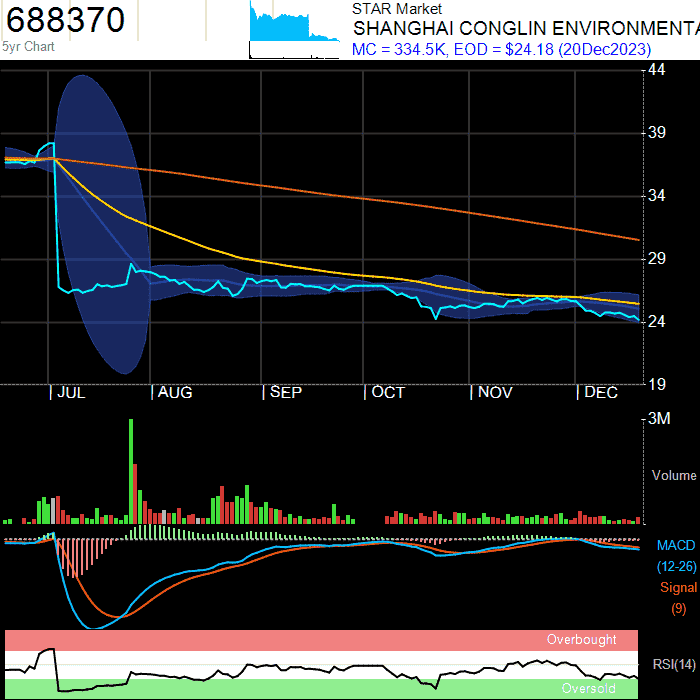 688370
5yr Chart
STAR Market
SHANGHAI CONGLIN ENVIRONMENTA
MC = 334.5K, EOD = $24.18 (20Dec2023)
44
39
34
29
24
19
JUL
AUG
SEP
OCT
NOV
DEC
3M
Volume
MACD
(12-26)
Signal
(9)
Overbought
RSI(14)
Oversold